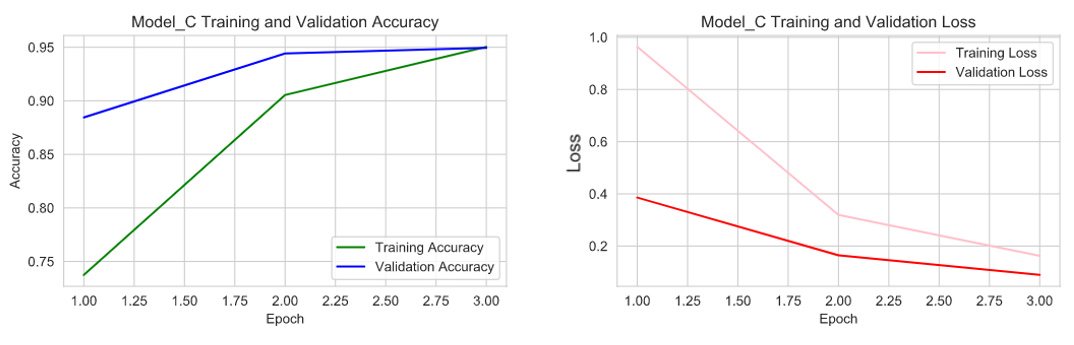 Model_C Training and Validation Accuracy
0.95
0.90
0.85
0.80
0.75
Accuracy
Training Accuracy
Validation Accuracy
1.00 1.25 1.50 1.75 2.00 2.25 2.50 2.75 3.00
Epoch
Model_C Training and Validation Loss
1.0
0.8
0.6
0.4
0.2
Loss
Training Loss
Validation Loss
1.00 1.25 1.50 1.75 2.00 2.25 2.50 2.75 3.00
Epoch